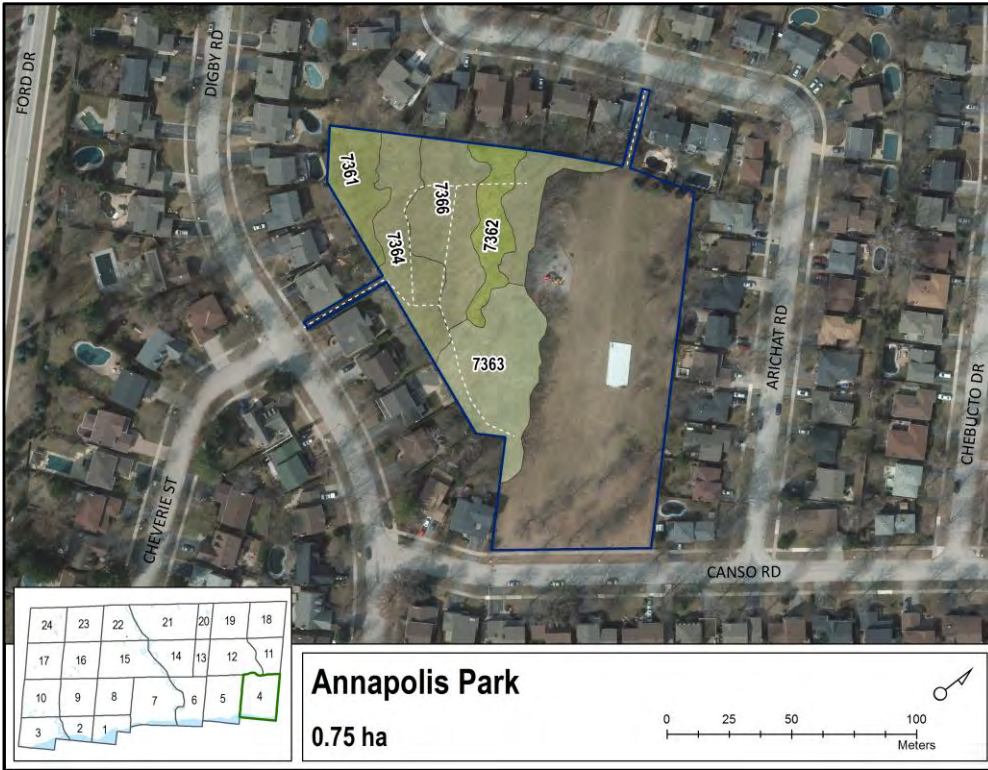 FORD DR
DIGBY RD
7361
7366
7362
7364
7363
ARICHAT RD
CHEBUCTO DR
CHEVERIE ST
CANSO RD
24 23 22 21 20 19 18
17 16 15 14 13 12 11
10 9 8 7 6 5 4
3 2 1
Annapolis Park
0.75 ha
0 25 50 100
Meters